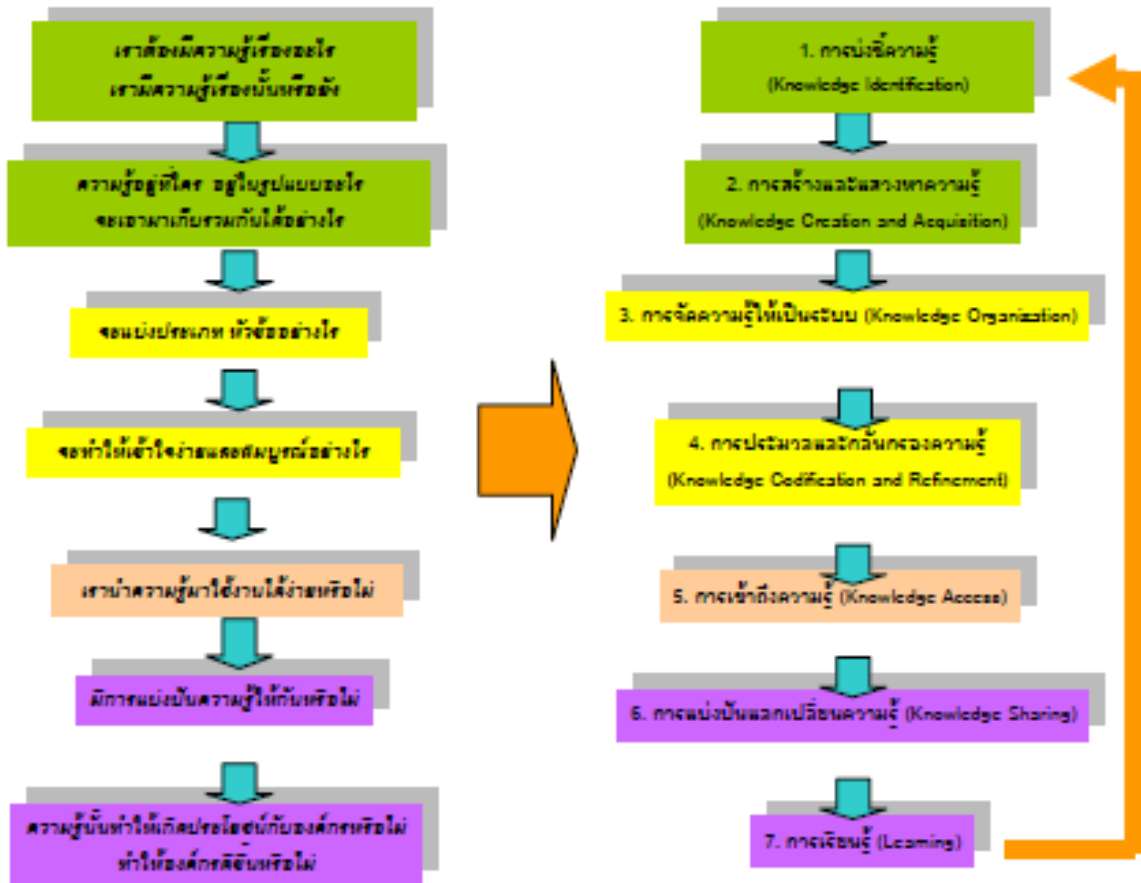 เราต้องมีความรู้เรื่องอะไร
เรามีความรู้เรื่องนั้นหรือยัง
ความรู้อยู่ที่ใคร อยู่ในรูปแบบอะไร
จะเอามาเก็บรวมกันได้อย่างไร
จะแบ่งประเภท หัวข้ออย่างไร
จะทำให้เข้าใจง่ายและสมบูรณ์อย่างไร
เรานำความรู้มาใช้งานได้ง่ายหรือไม่
มีการแบ่งปันความรู้ให้กันหรือไม่
ความรู้นั้นทำให้เกิดประโยชน์กับองค์กรหรือไม่
ทำให้องค์กรดีขึ้นหรือไม่
1. การบ่งชี้ความรู้
(Knowledge Identification)
2. การสร้างและแสวงหาความรู้
(Knowledge Creation and Acquisition)
3. การจัดความรู้ให้เป็นระบบ (Knowledge Organization)
4. การประมวลและกลั่นกรองความรู้
(Knowledge Codification and Refinement)
5. การเข้าถึงความรู้ (Knowledge Access)
6. การแบ่งปันแลกเปลี่ยนความรู้ (Knowledge Sharing)
7. การเรียนรู้ (Learning)